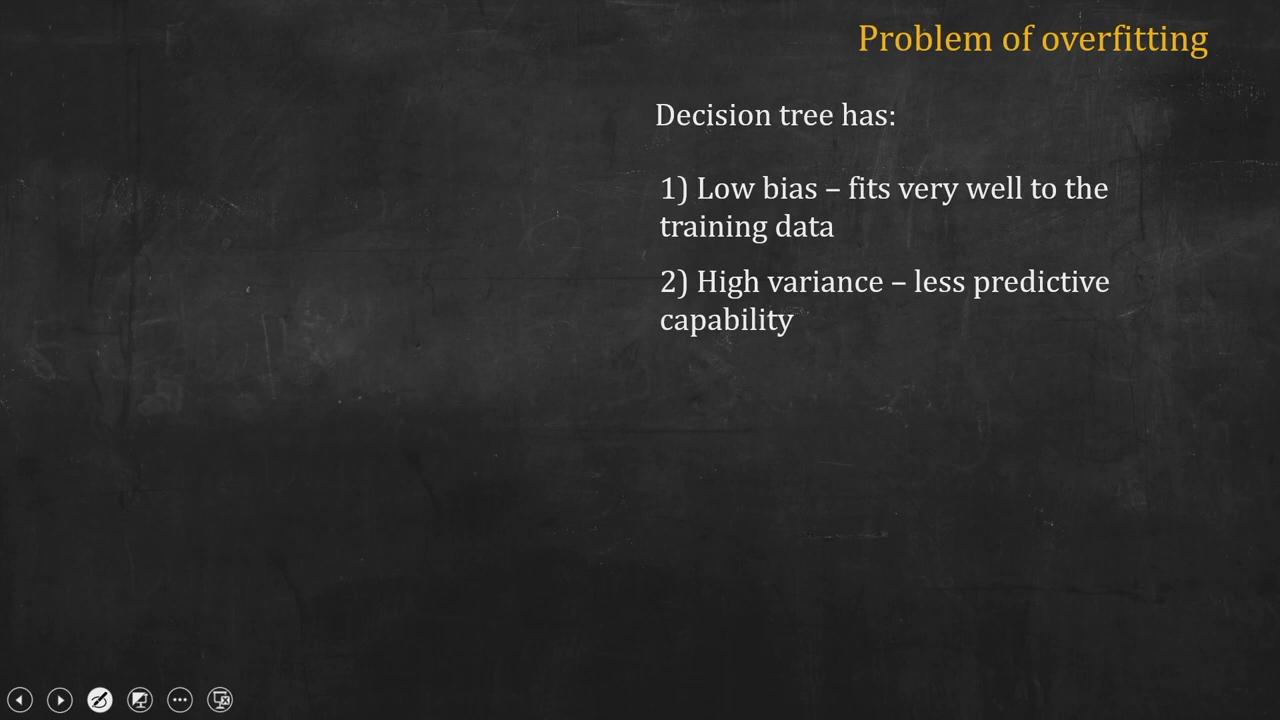 Problem of overfitting
Decision tree has:
1) Low bias – fits very well to the
training data
2) High variance – less predictive
capability